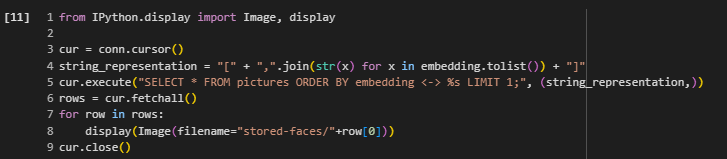 [11] 1 from IPython.display import Image, display
2
3 cur = conn.cursor()
4 string_representation = "[" + ",".join(str(x) for x in embedding.tolist()) + "]"
5 cur.execute("SELECT * FROM pictures ORDER BY embedding <-> %s LIMIT 1;", (string_representation,))
6 rows = cur.fetchall()
7 for row in rows:
8     display(Image(filename="stored-faces/"+row[0]))
9 cur.close()